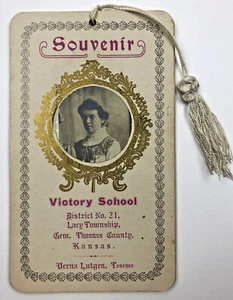 Souvenir
Victory School
District No. 21,
Lacy Township,
Gem, Thomas County,
Kansas.
Verna Lutgen, Teacher